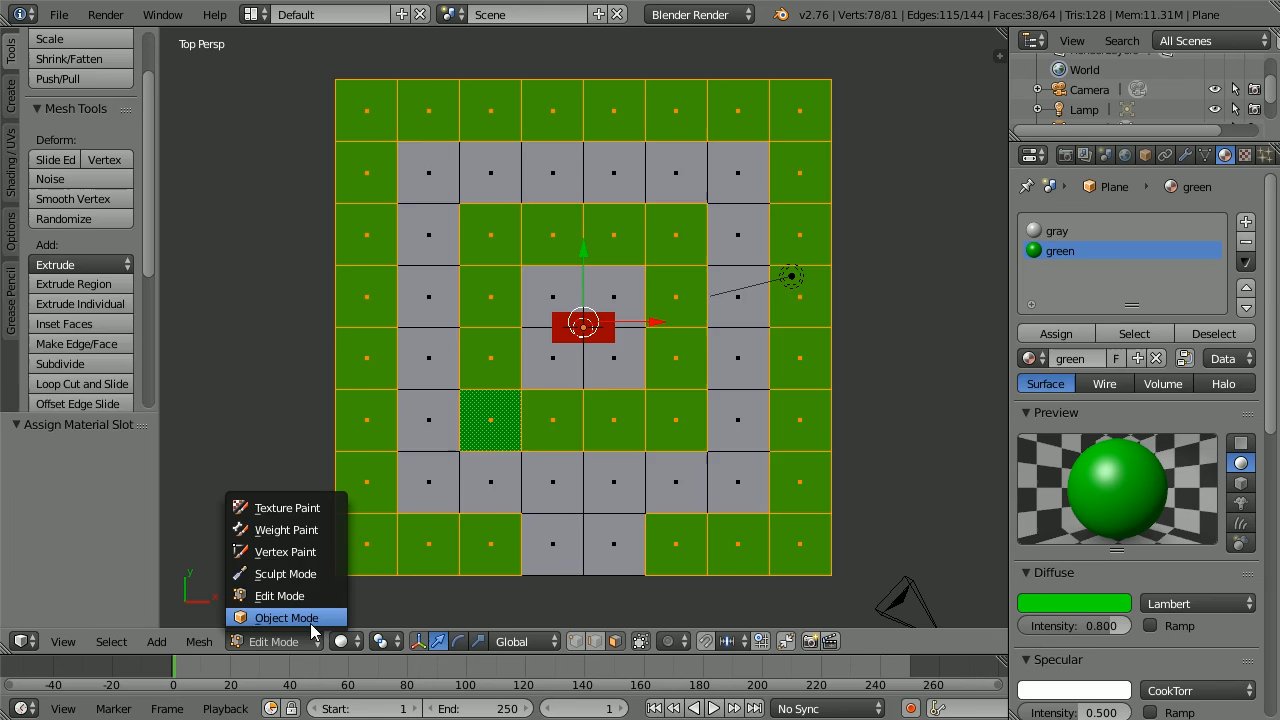 File Render Window Help Default Scene Blender Render v2.76 | Verts:78/81 | Edges:115/144 | Faces:38/64 | Tris:128 | Mem:11.31M | Plane
Tools
Create
Shading / UVs
Options
Grease Pencil
Scale
Shrink/Fatten
Push/Pull
Mesh Tools
Deform:
Slide Ed Vertex
Noise
Smooth Vertex
Randomize
Add:
Extrude
Extrude Region
Extrude Individual
Inset Faces
Make Edge/Face
Subdivide
Loop Cut and Slide
Offset Edge Slide
Assign Material Slot
Top Persp
y
x
Texture Paint
Weight Paint
Vertex Paint
Sculpt Mode
Edit Mode
Object Mode
View Select Add Mesh Edit Mode Global
-40 -20 0 20 40 60 80 100 120 140 160 180 200 220 240 260
View Marker Frame Playback Start: 1 End: 250 1 No Sync
View Search All Scenes
World
Camera
Lamp
Plane green
gray
green
Assign Select Deselect
green F Data
Surface Wire Volume Halo
Preview
Diffuse
Lambert
Intensity: 0.800 Ramp
Specular
CookTorr
Intensity: 0.500 Ramp